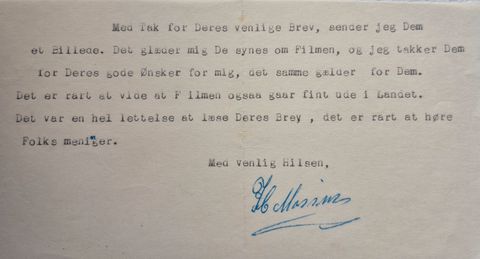 Med Tak for Deres venlige Brev, sender jeg Dem
et Billede. Det glæder mig De synes om Filmen, og jeg takker Dem
for Deres gode Ønsker for mig, det samme gælder for Dem.
Det er rart at vide at Filmen ogsaa gaar fint ude i Landet.
Det var en hel lettelse at læse Deres Brev , det er rart at høre
Folks meninger.
Med venlig Hilsen,